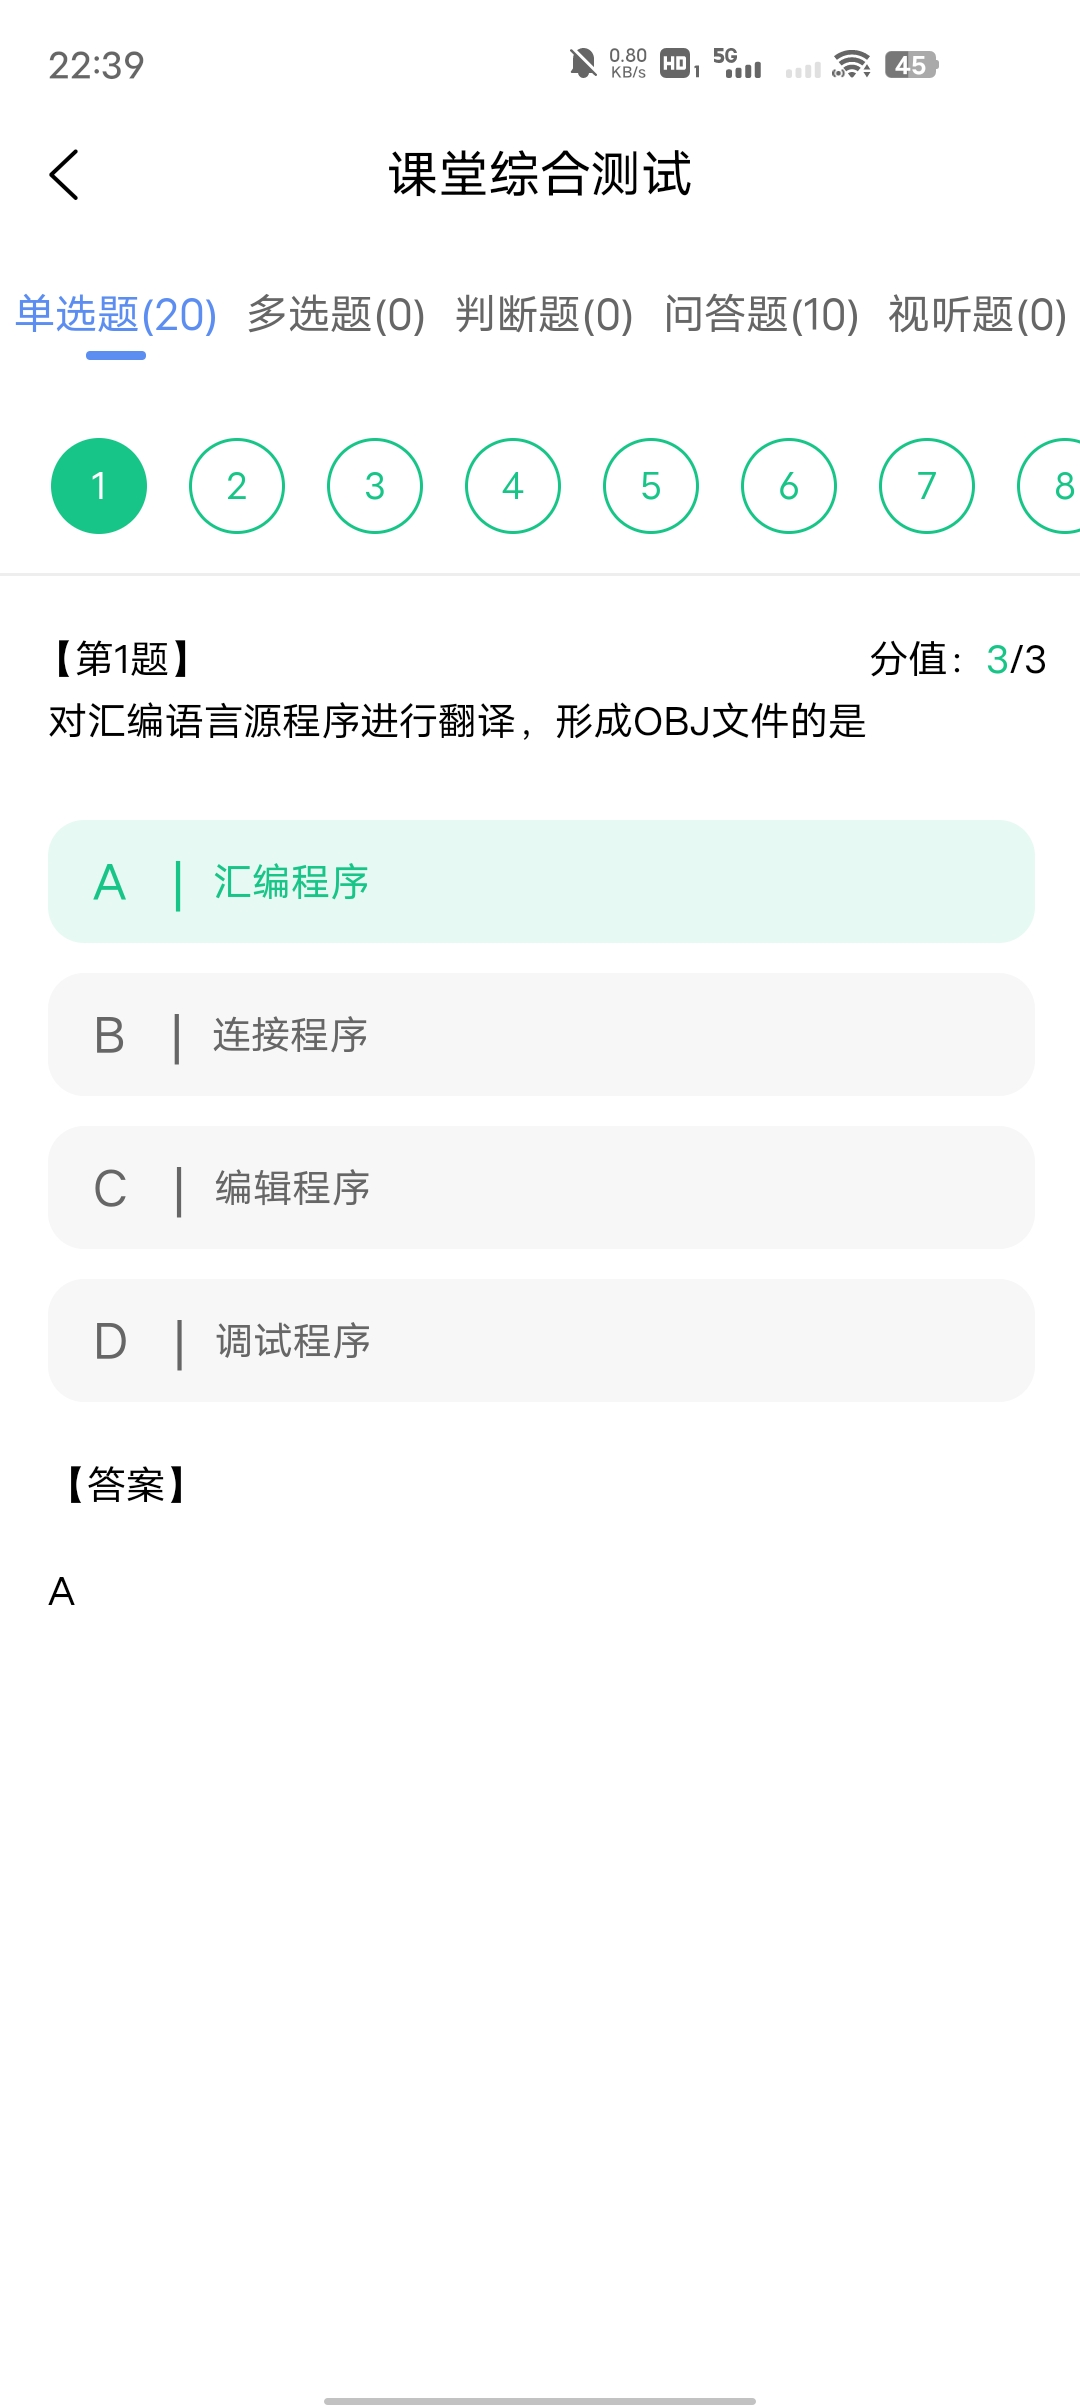 22:39
0.80
KB/s
HD 1
5G
45
课堂综合测试
单选题(20) 多选题(0) 判断题(0) 问答题(10) 视听题(0)
1 2 3 4 5 6 7 8
【第1题】 分值：3/3
对汇编语言源程序进行翻译，形成OBJ文件的是
A | 汇编程序
B | 连接程序
C | 编辑程序
D | 调试程序
【答案】
A